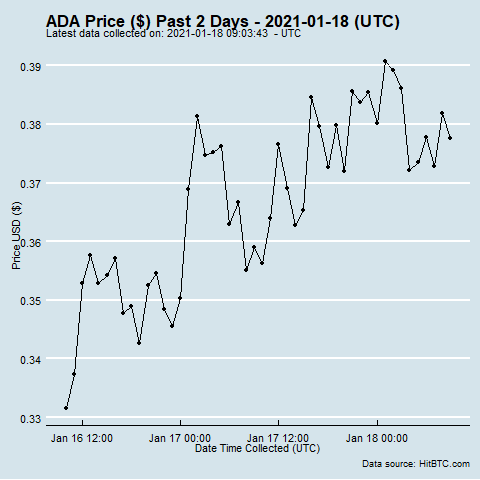 ADA Price ($) Past 2 Days - 2021-01-18 (UTC)
Latest data collected on: 2021-01-18 09:03:43 - UTC
0.39
0.38
0.37
0.36
0.35
0.34
0.33
Price USD ($)
Jan 16 12:00
Jan 17 00:00
Jan 17 12:00
Jan 18 00:00
Date Time Collected (UTC)
Data source: HitBTC.com